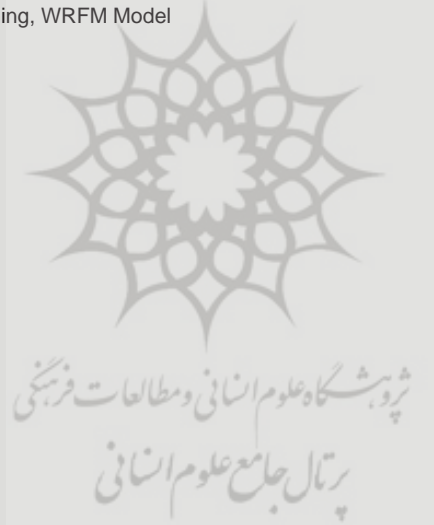 ing, WRFM Model
پژوهشگاه علوم انسانی و مطالعات فرهنگی
پرتال جامع علوم انسانی